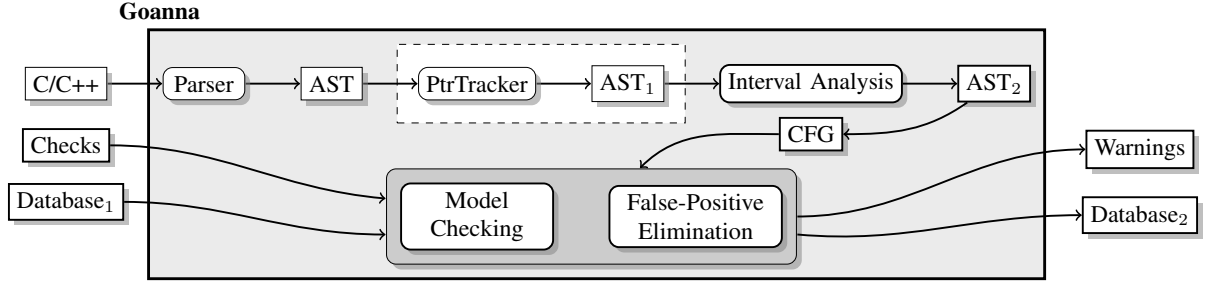 Goanna
C/C++
Parser
AST
PtrTracker
AST₁
Interval Analysis
AST₂
CFG
Checks
Database₁
Model
Checking
False-Positive
Elimination
Warnings
Database₂